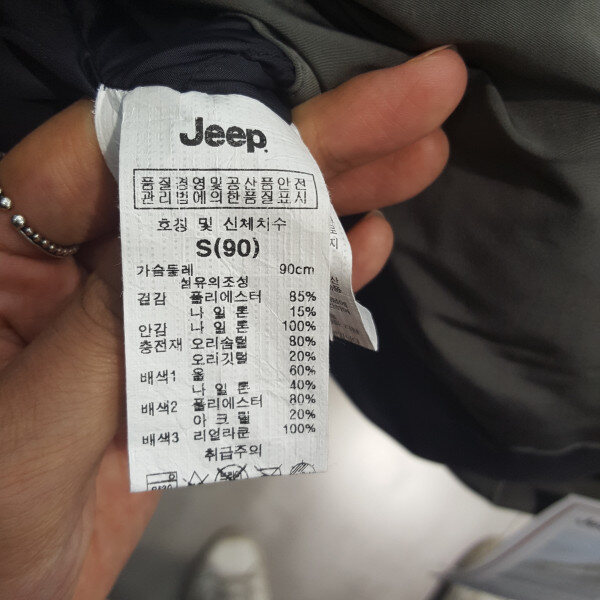 Jeep
품질경영및공산품안전
관리법에의한품질표시
호칭 및 신체치수
S(90)
가슴둘레 90cm
섬유의조성
겉감 폴리에스터 85%
나 일 론 15%
안감 나 일 론 100%
충전재 오리솜털 80%
오리깃털 20%
배색1 울 60%
나 일 론 40%
배색2 폴리에스터 80%
아 크 릴 20%
배색3 리얼라쿤 100%
취급주의